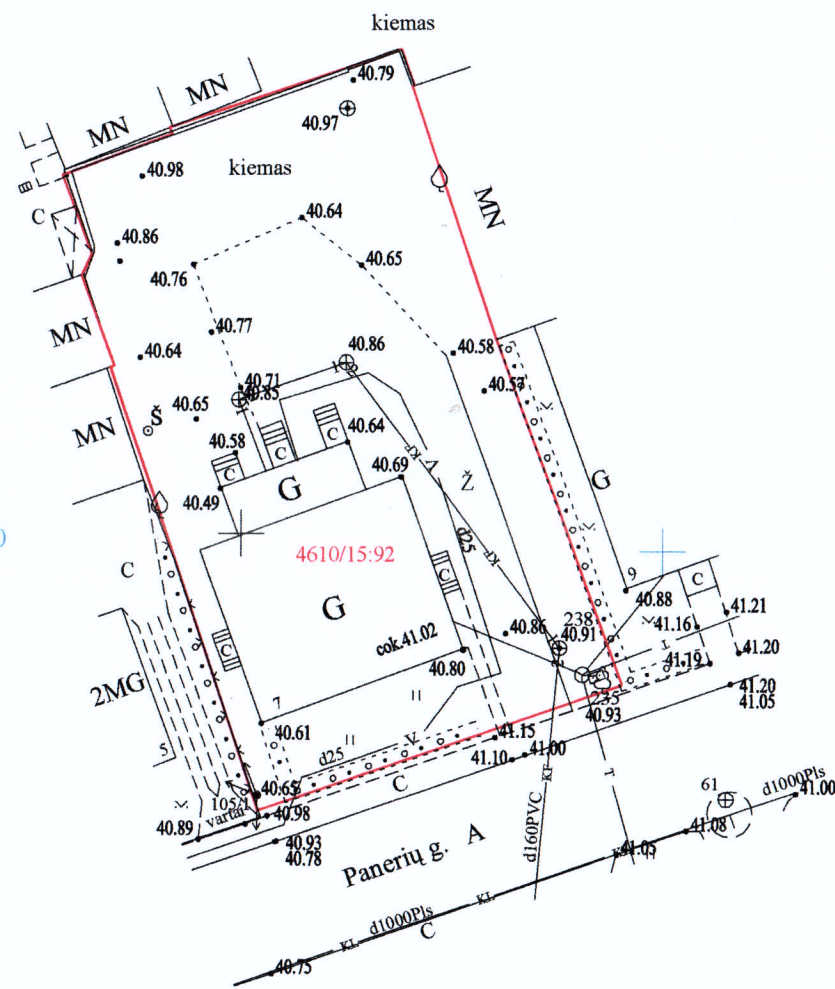 kiemas
40.79
MN
40.97
MN
40.98
kiemas
MN
C
40.64
40.86
40.65
40.76
40.77
MN
40.64
40.86
40.58
40.71
40.85
40.57
40.65
Š
MN
40.58
40.64
C
C
C
40.49
G
40.69
Ž
V
KF
G
d25
4610/15:92
KF
C
C
9
G
C
40.88
41.21
238
41.16
40.86
40.91
cok.41.02
C
40.80
41.20
41.19
T
2MG
7
235
41.20
40.61
40.93
41.05
5
41.15
d25
V
41.00
41.10
C
40.65
105/1
vartai
40.98
61
d1000Pls
41.00
40.89
40.93
40.78
Panerių g. A
d160PVC
KF
T
41.08
41.05
d1000Pls
KL
KL
C
40.75